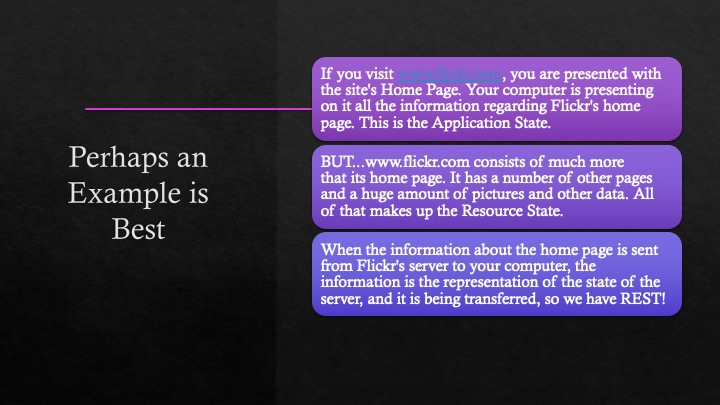 Perhaps an
Example is
Best
If you visit www.flickr.com, you are presented with
the site's Home Page. Your computer is presenting
on it all the information regarding Flickr's home
page. This is the Application State.
BUT...www.flickr.com consists of much more
that its home page. It has a number of other pages
and a huge amount of pictures and other data. All
of that makes up the Resource State.
When the information about the home page is sent
from Flickr's server to your computer, the
information is the representation of the state of the
server, and it is being transferred, so we have REST!